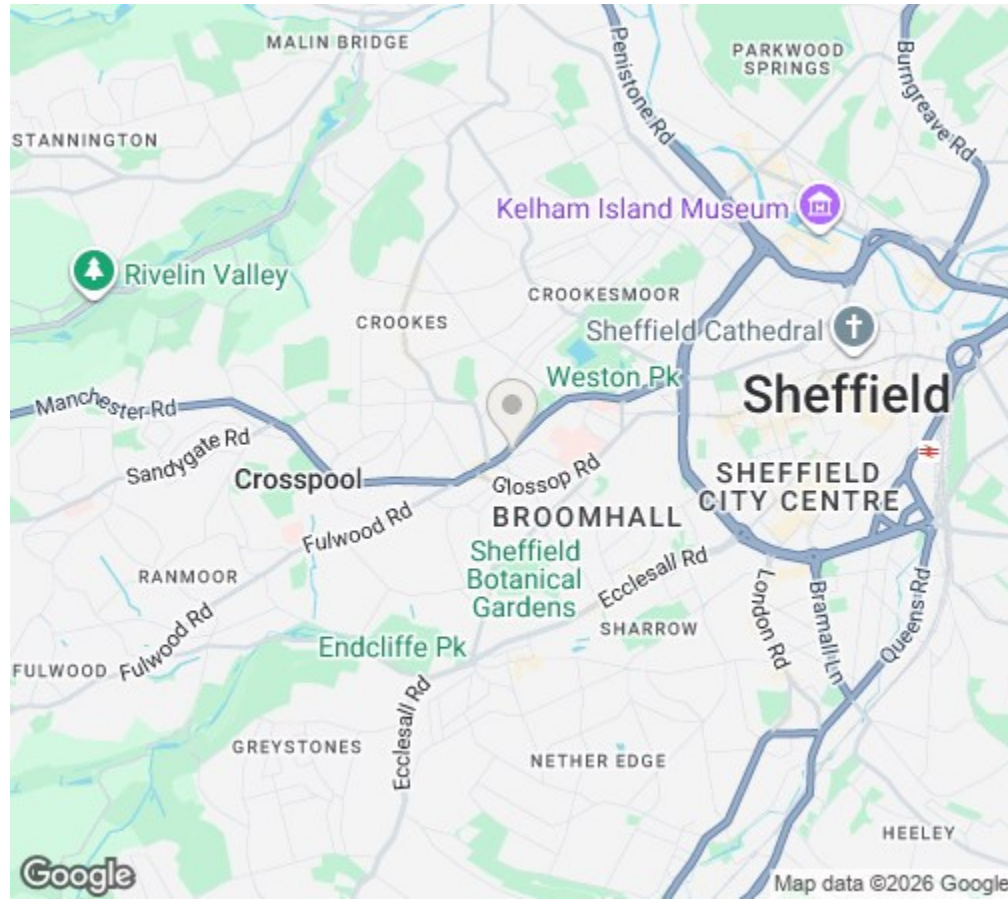 MALIN BRIDGE
Penistone Rd
PARKWOOD
SPRINGS
Burngreave Rd
STANNINGTON
Kelham Island Museum
Rivelin Valley
CROOKESMOOR
CROOKES
Sheffield Cathedral
Weston Pk
Manchester Rd
Sheffield
Sandygate Rd
Crosspool
Glossop Rd
SHEFFIELD
CITY CENTRE
Fulwood Rd
BROOMHALL
Sheffield
Botanical
Gardens
RANMOOR
Ecclesall Rd
London Rd
Bramall Ln
Queens Rd
Fulwood Rd
SHARROW
Endcliffe Pk
FULWOOD
Ecclesall Rd
GREYSTONES
NETHER EDGE
HEELEY
Google
Map data ©2026 Google